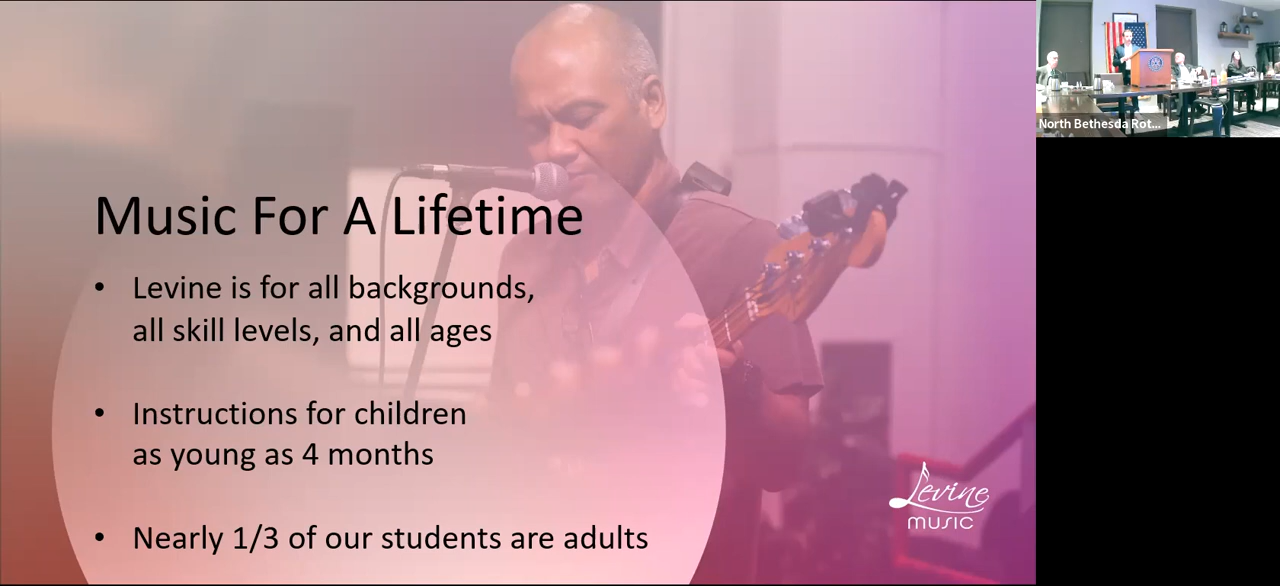 Music For A Lifetime
• Levine is for all backgrounds,
all skill levels, and all ages
• Instructions for children
as young as 4 months
• Nearly 1/3 of our students are adults
Levine
MUSIC
North Bethesda Rot...